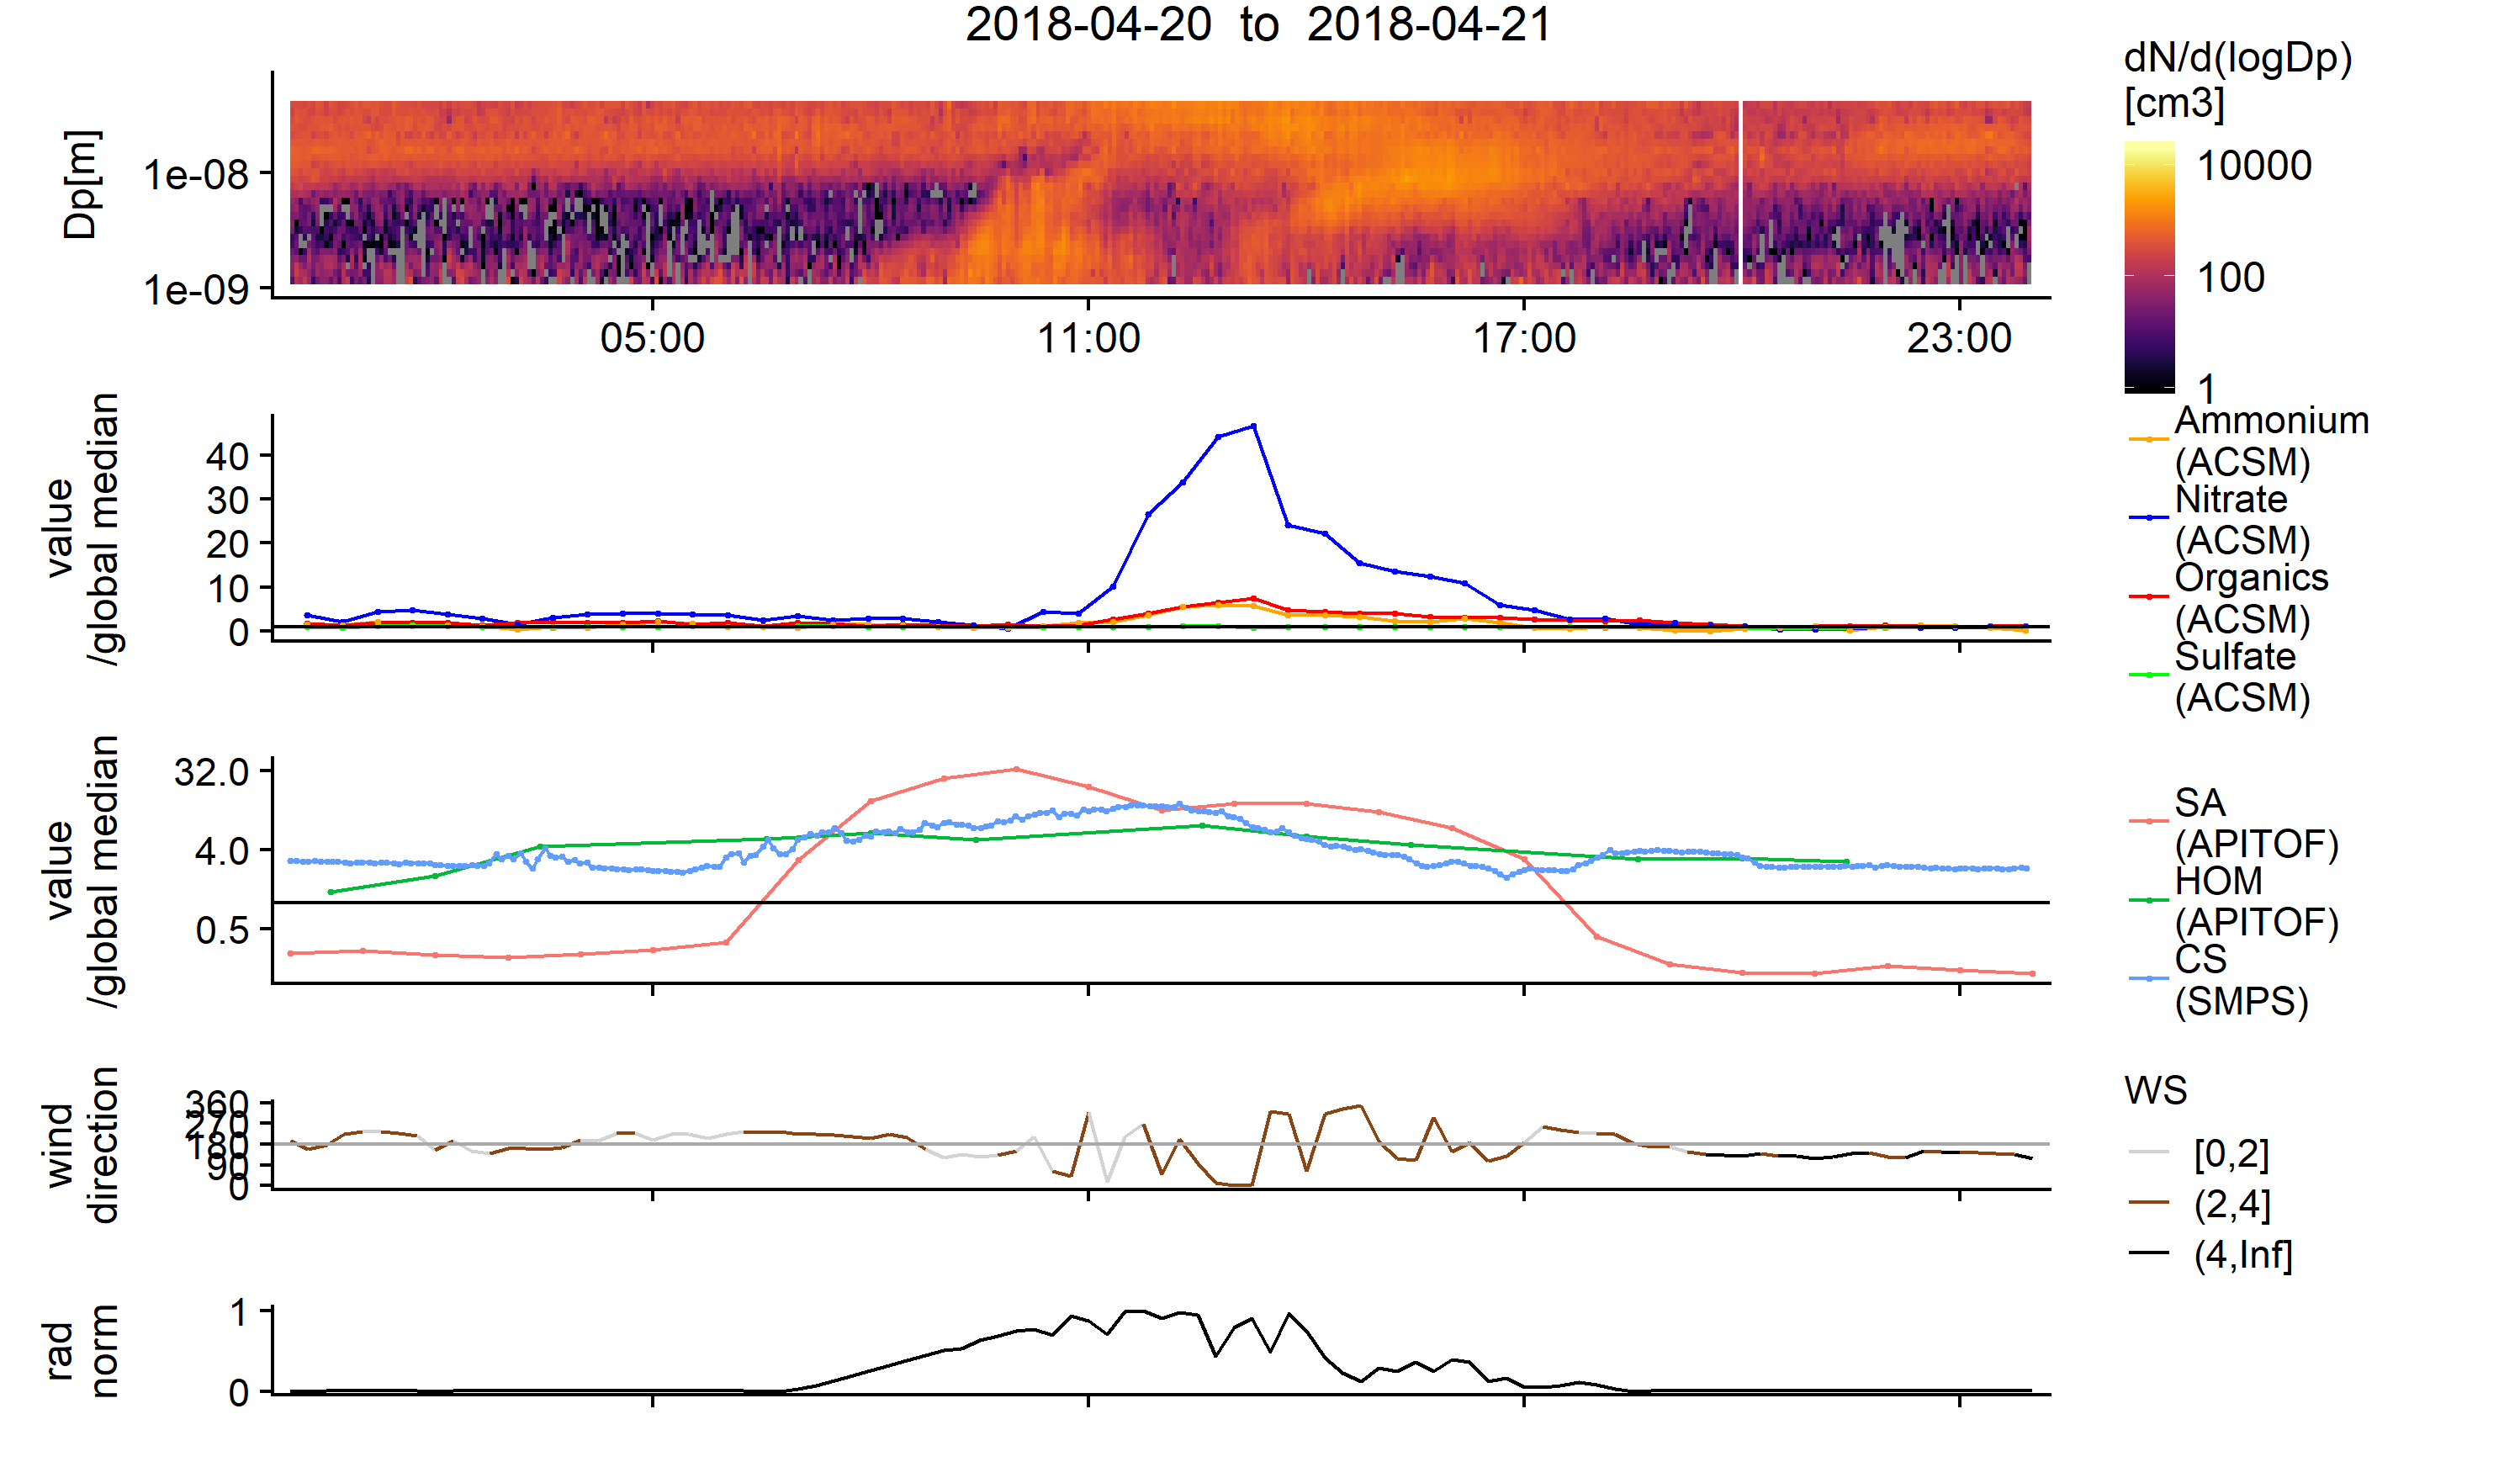 2018-04-20 to 2018-04-21
Dp[m]
1e-08
1e-09
05:00
11:00
17:00
23:00
dN/d(logDp)
[cm3]
10000
100
1
value
/global median
40
30
20
10
0
Ammonium
(ACSM)
Nitrate
(ACSM)
Organics
(ACSM)
Sulfate
(ACSM)
value
/global median
32.0
4.0
0.5
SA
(APITOF)
HOM
(APITOF)
CS
(SMPS)
wind
direction
360
270
180
90
0
WS
[0,2]
(2,4]
(4,Inf]
rad
norm
1
0